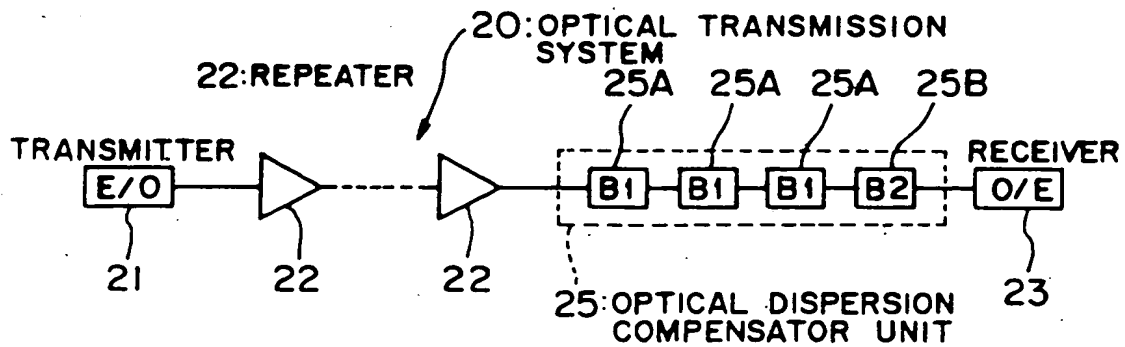 20:OPTICAL TRANSMISSION
SYSTEM
22:REPEATER
25A 25A 25A 25B
TRANSMITTER
RECEIVER
E/O
B1 B1 B1 B2
O/E
21
22
22
23
25:OPTICAL DISPERSION
COMPENSATOR UNIT